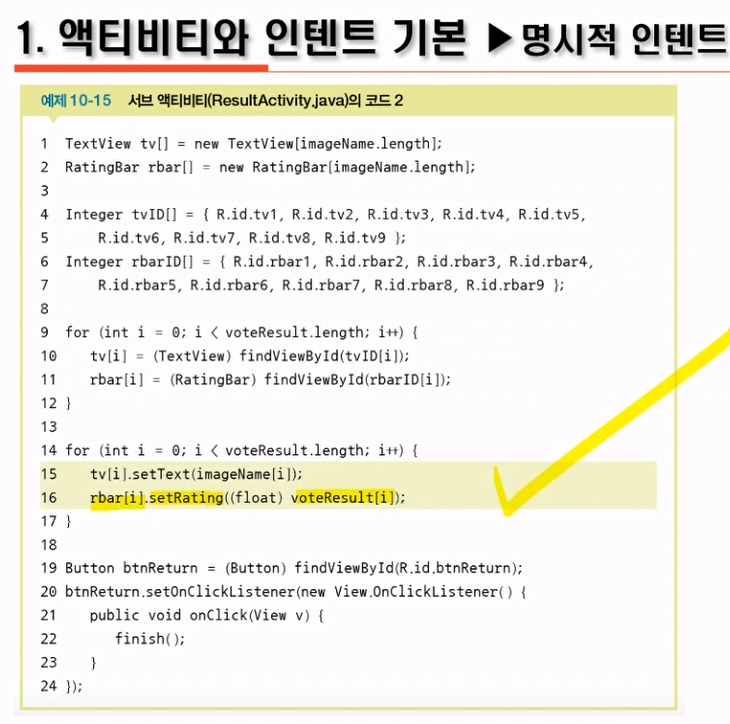 1. 액티비티와 인텐트 기본 ▶명시적 인텐트
예제 10-15 서브 액티비티(ResultActivity.java)의 코드 2
1 TextView tv[] = new TextView[imageName.length];
2 RatingBar rbar[] = new RatingBar[imageName.length];
3
4 Integer tvID[] = { R.id.tv1, R.id.tv2, R.id.tv3, R.id.tv4, R.id.tv5,
5 R.id.tv6, R.id.tv7, R.id.tv8, R.id.tv9 };
6 Integer rbarID[] = { R.id.rbar1, R.id.rbar2, R.id.rbar3, R.id.rbar4,
7 R.id.rbar5, R.id.rbar6, R.id.rbar7, R.id.rbar8, R.id.rbar9 };
8
9 for (int i = 0; i < voteResult.length; i++) {
10 tv[i] = (TextView) findViewById(tvID[i]);
11 rbar[i] = (RatingBar) findViewById(rbarID[i]);
12 }
13
14 for (int i = 0; i < voteResult.length; i++) {
15 tv[i].setText(imageName[i]);
16 rbar[i].setRating((float) voteResult[i]);
17 }
18
19 Button btnReturn = (Button) findViewById(R.id.btnReturn);
20 btnReturn.setOnClickListener(new View.OnClickListener() {
21 public void onClick(View v) {
22 finish();
23 }
24 });